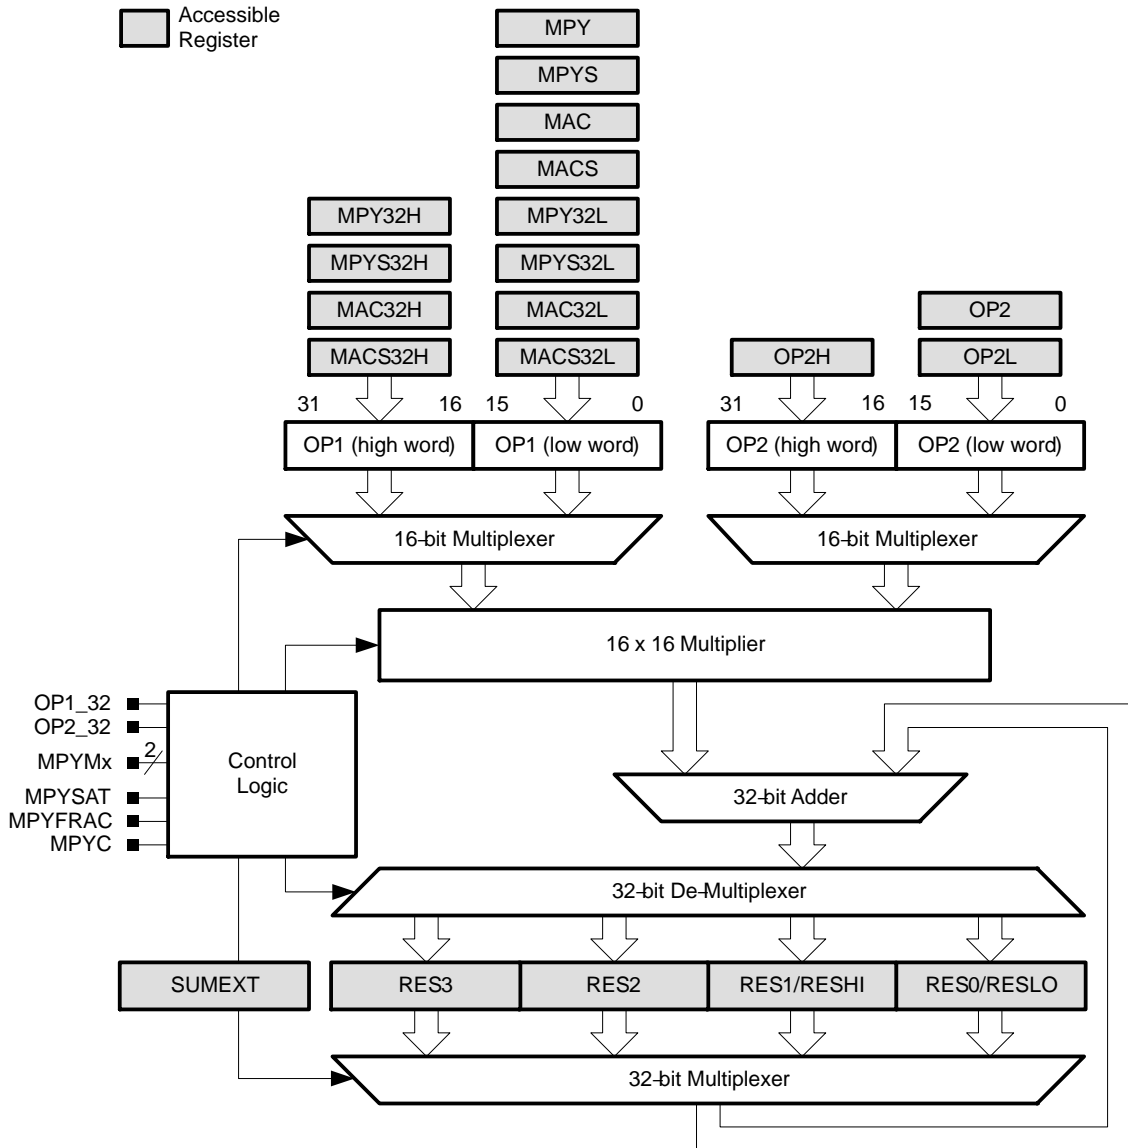 Accessible
Register
MPY
MPYS
MAC
MACS
MPY32H
MPY32L
MPYS32H
MPYS32L
MAC32H
MAC32L
OP2
MACS32H
MACS32L
OP2H
OP2L
31 16 15 0 31 16 15 0
OP1 (high word)
OP1 (low word)
OP2 (high word)
OP2 (low word)
16-bit Multiplexer
16-bit Multiplexer
16 x 16 Multiplier
OP1_32
OP2_32
MPYMx
2
MPYSAT
MPYFRAC
MPYC
Control
Logic
32-bit Adder
32-bit De-Multiplexer
SUMEXT
RES3
RES2
RES1/RESHI
RES0/RESLO
32-bit Multiplexer